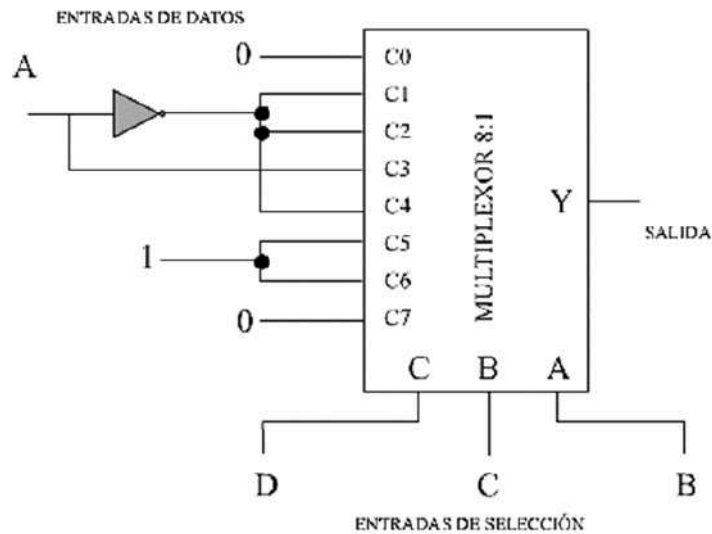 ENTRADAS DE DATOS
A
0
1
0
C0
C1
C2
C3
C4
C5
C6
C7
MULTIPLEXOR 8:1
Y
SALIDA
C B A
D C B
ENTRADAS DE SELECCIÓN